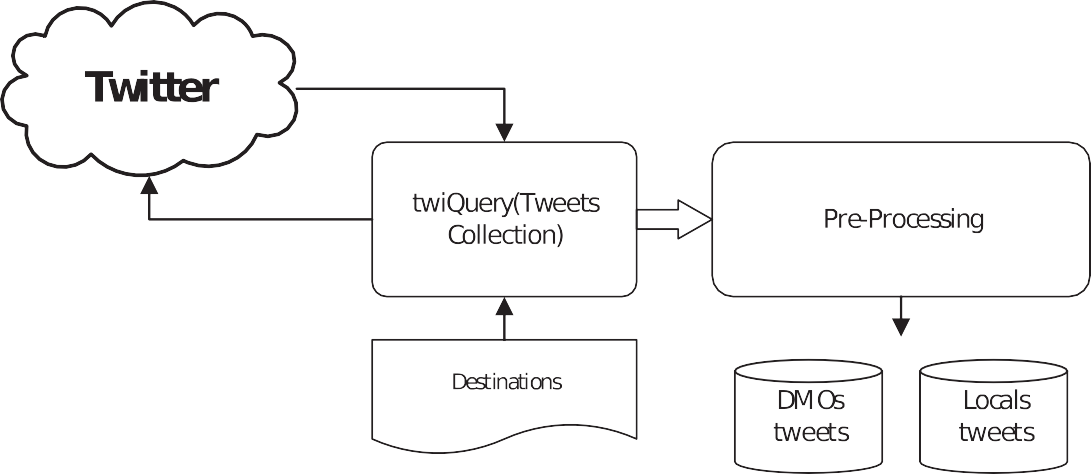 Twitter
twiQuery(Tweets
Collection)
Pre-Processing
Destinations
DMOs
tweets
Locals
tweets